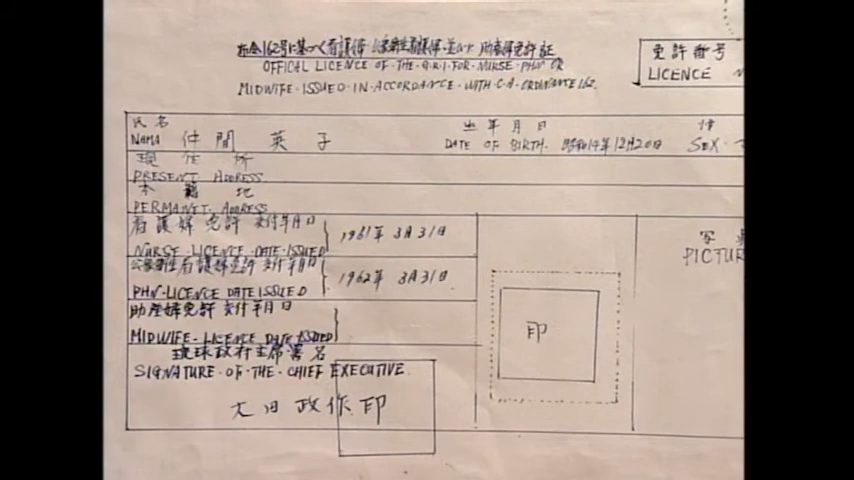 布令162号に基づく看護婦・公衆衛生看護婦・並びに助産婦免許証
OFFICAL LICENCE OF THE G.R.I FOR NURSE PHN OR
MIDWIFE ISSUED IN ACCORDANCE WITH C.A. ORDINANCE 162.
免許番号
LICENCE
氏名
NAMA 仲間 英子
生年月日
DATE OF BIRTH. 昭和14年12月20日
SEX
現住所
PRESENT ADDRESS
本籍地
PERMANET ADDRESS
看護婦免許交付年月日
NURSE LICENCE DATE ISSUED
1961年 3月31日
公衆衛生看護婦免許交付年月日
PHN LICENCE DATE ISSUED
1962年 3月31日
助産婦免許交付年月日
MIDWIFE LICENCE DATE ISSUED
琉球政府主席署名
SIGNATURE OF THE CHIEF EXECUTIVE
大田政作 印
印
写
PICTUR